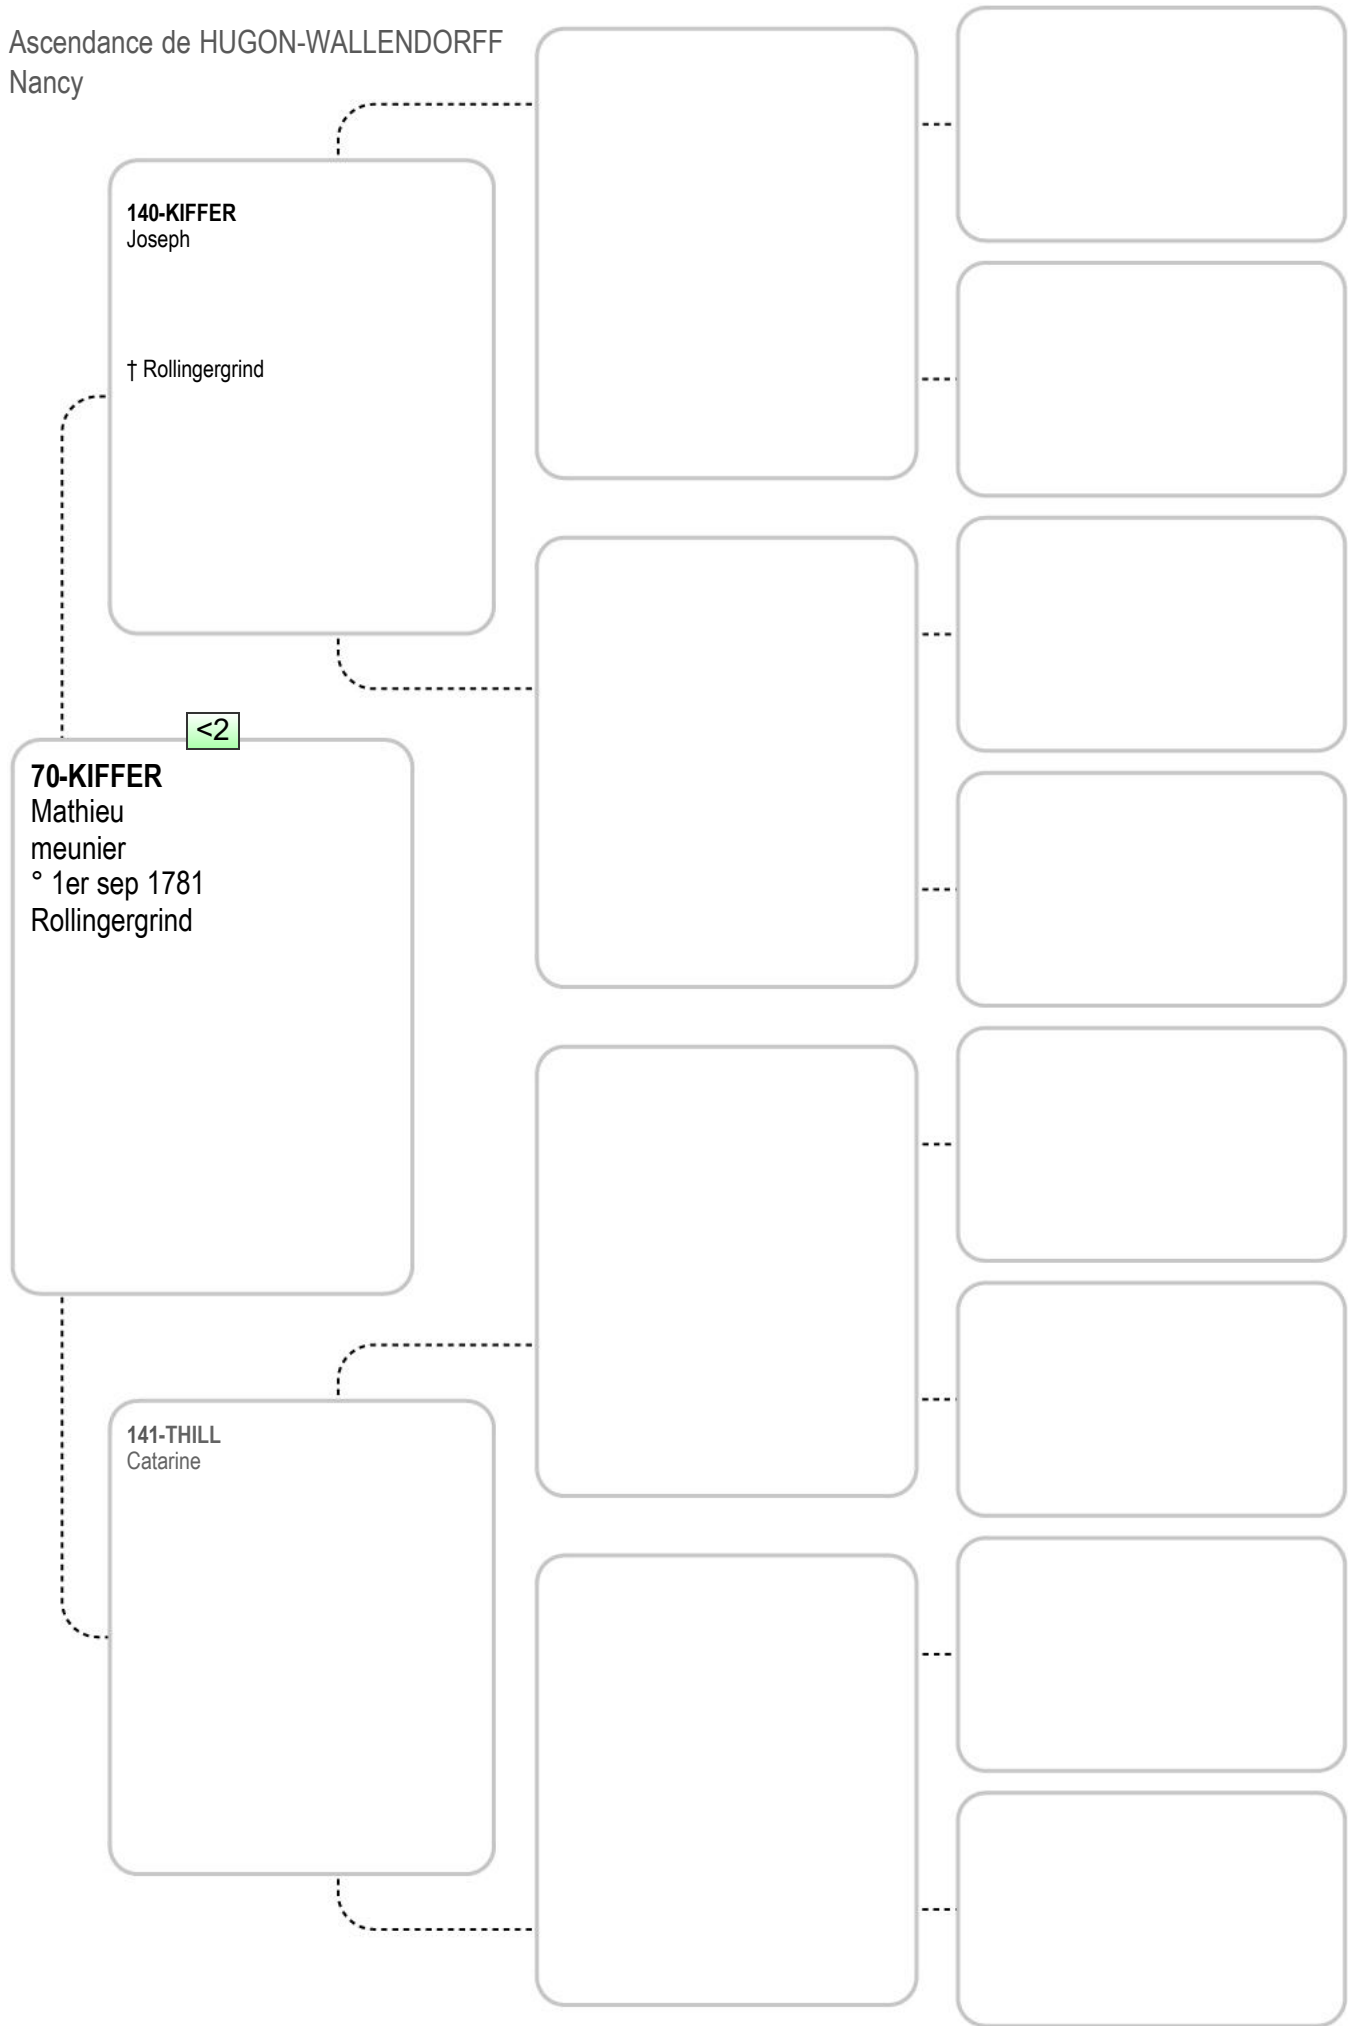 Ascendance de HUGON-WALLENDORFF
Nancy
140-KIFFER
Joseph
† Rollingergrind
<2
70-KIFFER
Mathieu
meunier
° 1er sep 1781
Rollingergrind
141-THILL
Catarine